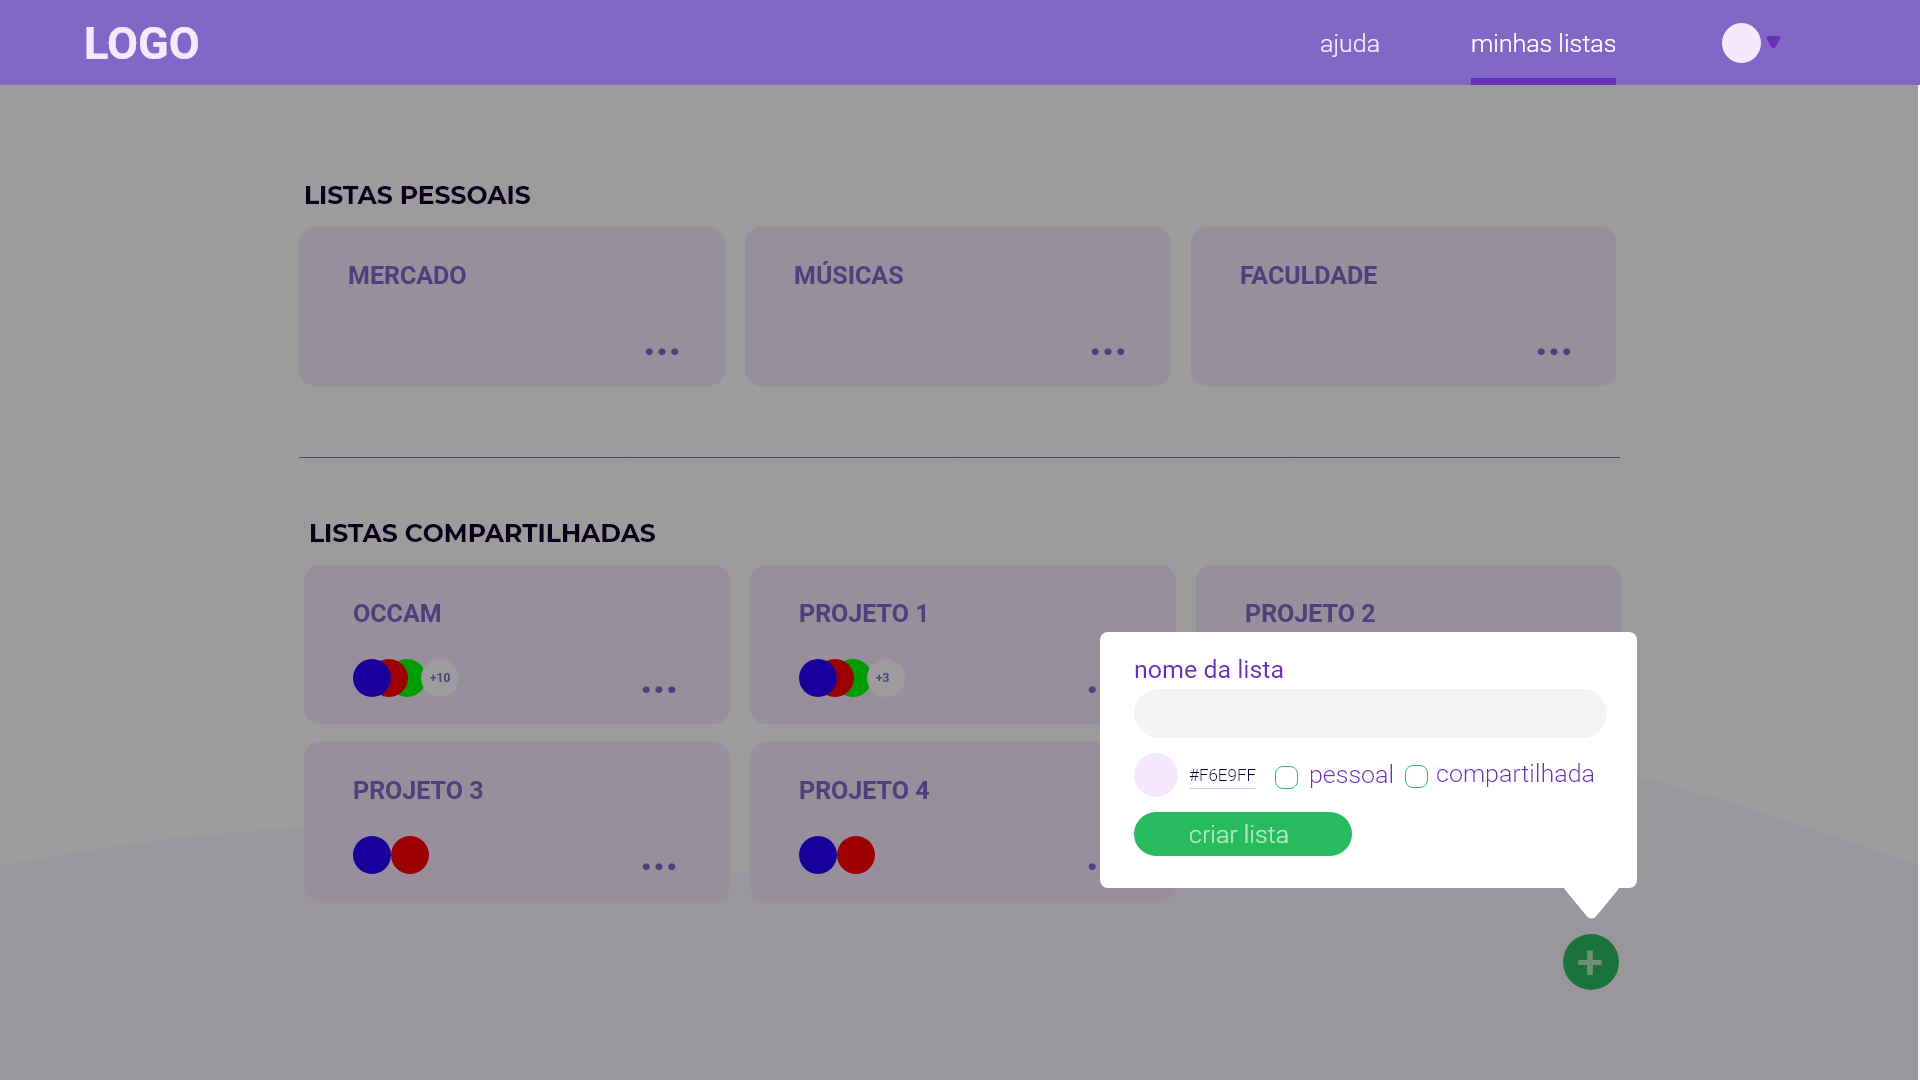 LOGO
ajuda
minhas listas
LISTAS PESSOAIS
MERCADO
MÚSICAS
FACULDADE
LISTAS COMPARTILHADAS
OCCAM
PROJETO 1
PROJETO 2
+10
+3
PROJETO 3
PROJETO 4
nome da lista
#F6E9FF
pessoal
compartilhada
criar lista